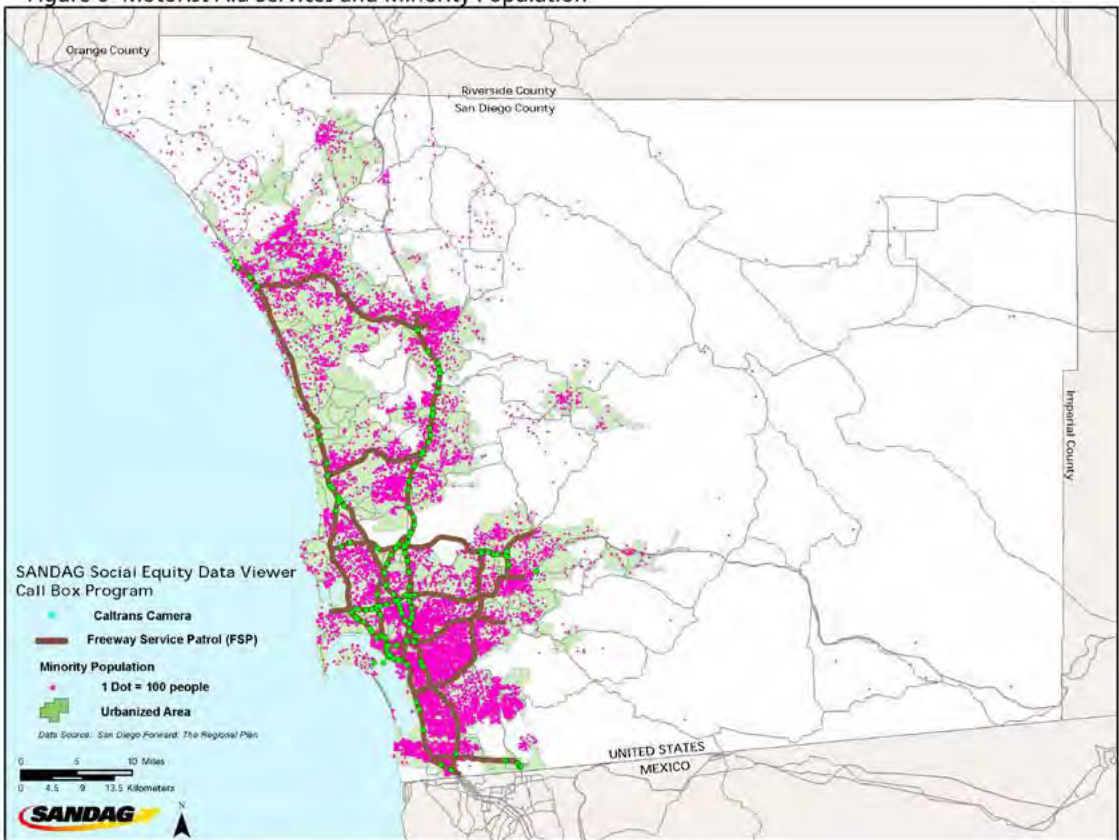 Figure 6 Motorist Aid Services and Minority Population
Orange County
Riverside County
San Diego County
Imperial County
SANDAG Social Equity Data Viewer
Call Box Program
Caltrans Camera
Freeway Service Patrol (FSP)
Minority Population
1 Dot = 100 people
Urbanized Area
Data Source: San Diego Forward: The Regional Plan
UNITED STATES
MEXICO
0 5 10 Miles
0 4.5 9 13.5 Kilometers
SANDAG
N